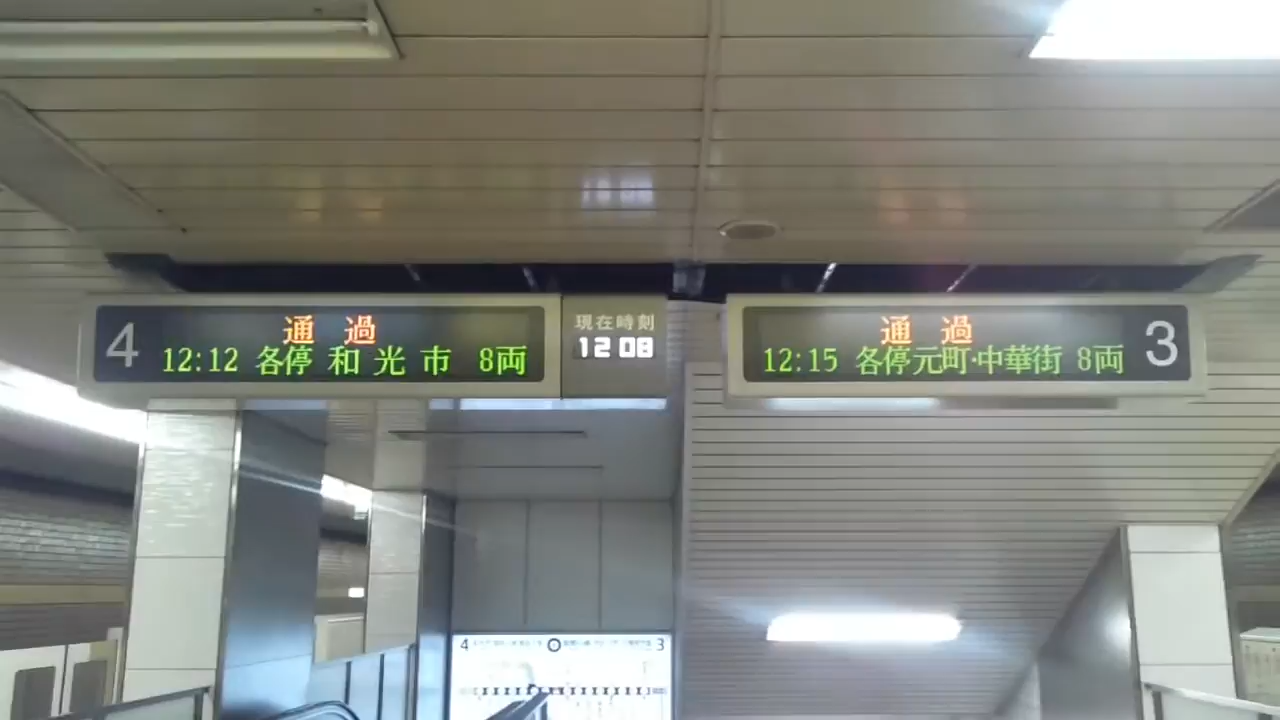 4
通過
12:12 各停 和光市 8両
現在時刻
12 08
通過
12:15 各停 元町・中華街 8両
3
4
3